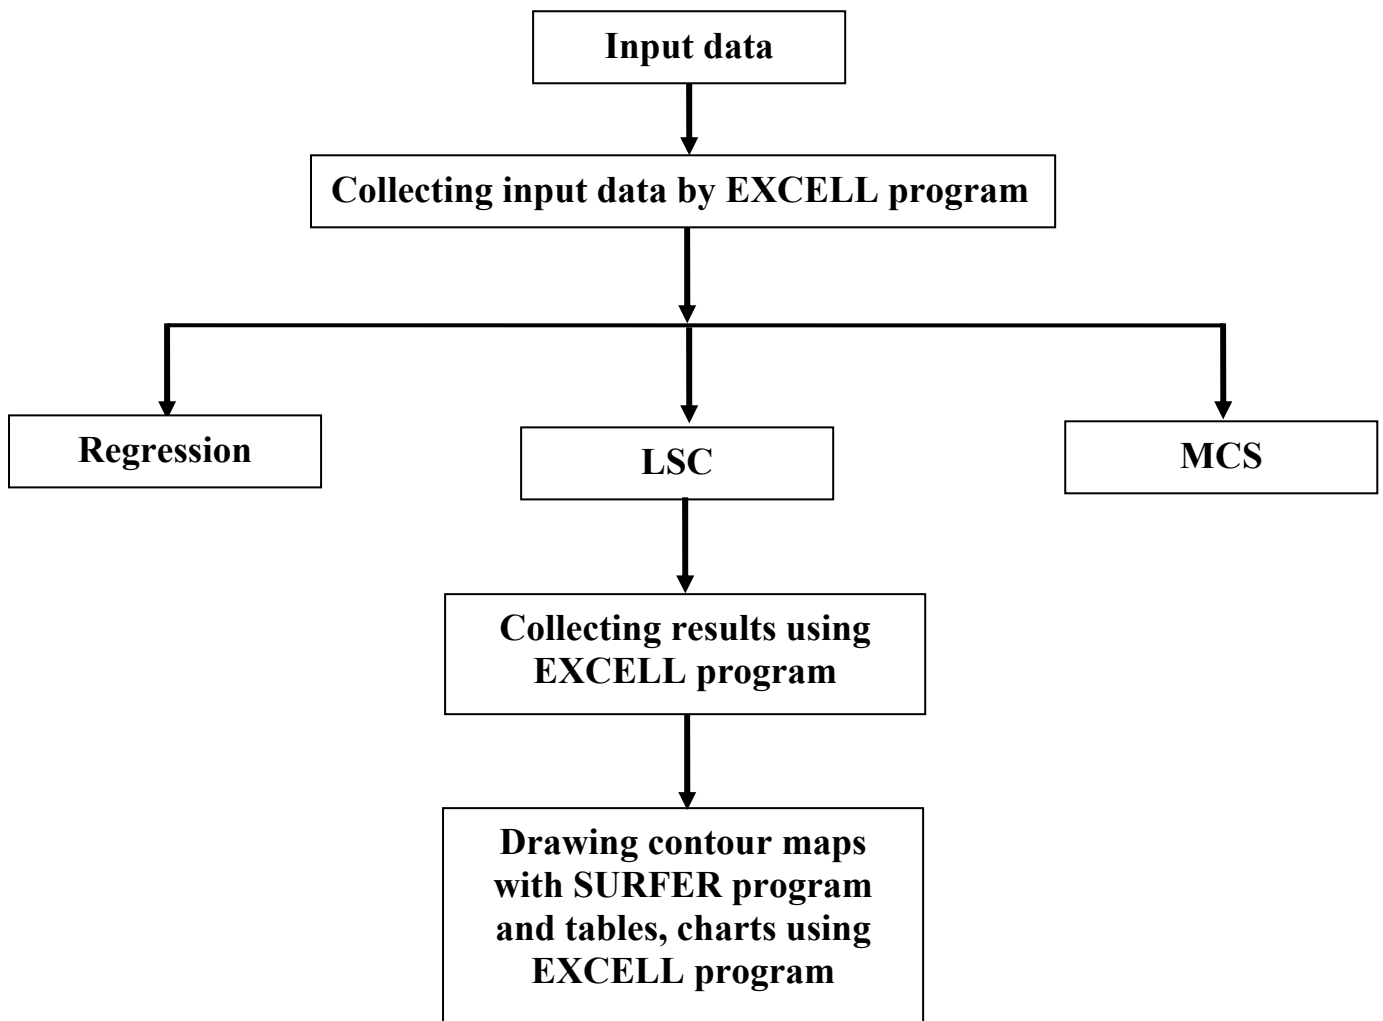 Input data
Collecting input data by EXCELL program
Regression
LSC
MCS
Collecting results using
EXCELL program
Drawing contour maps
with SURFER program
and tables, charts using
EXCELL program